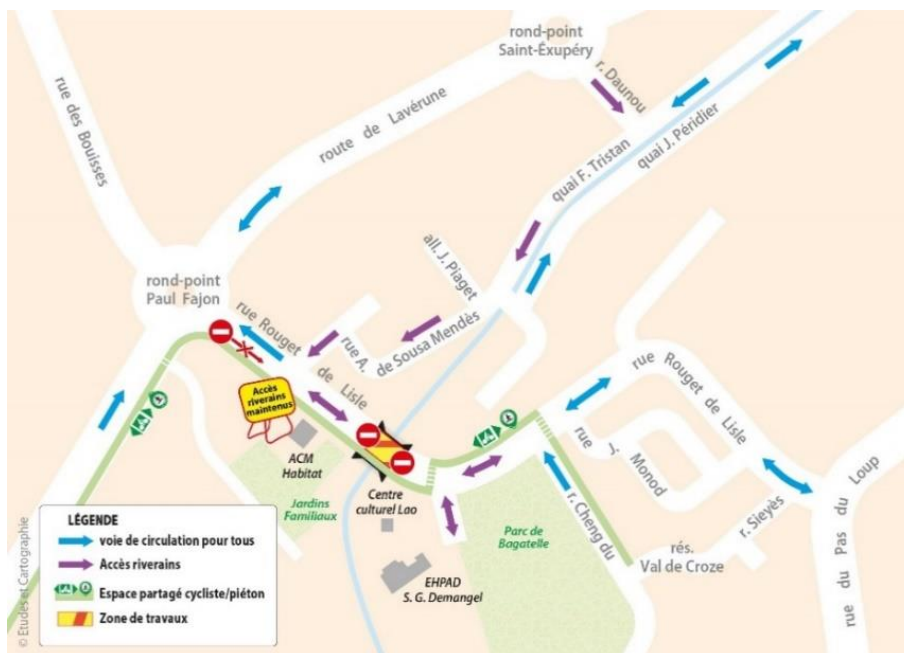 rond-point
Saint-Éxupéry
r. Daunou
rue des Bouisses
route de Lavérune
quai F. Tristan
quai J. Péridier
all. J. Piaget
rond-point
Paul Fajon
rue Rouget
de Lisle
rue A.
de Sousa Mendès
Accès
riverains
maintenus
ACM
Habitat
Jardins
Familiaux
Centre
culturel Lao
EHPAD
S. G. Demangel
Parc de
Bagatelle
rue Rouget de Lisle
rue J. Monod
r. Cheng du
r. Sieyès
rés.
Val de Croze
rue du Pas du Loup
LÉGENDE
voie de circulation pour tous
Accès riverains
Espace partagé cycliste/piéton
Zone de travaux
© Etudes et Cartographie